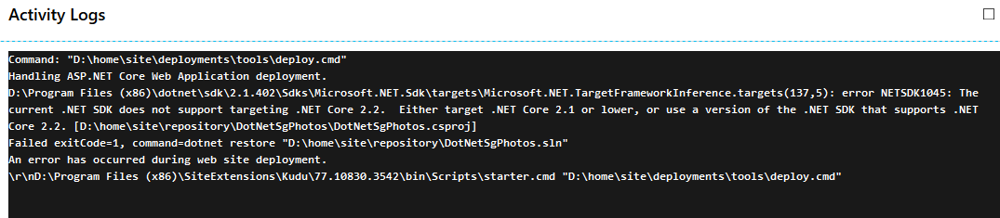 Activity Logs
Command: "D:\home\site\deployments\tools\deploy.cmd"
Handling ASP.NET Core Web Application deployment.
D:\Program Files (x86)\dotnet\sdk\2.1.402\Sdks\Microsoft.NET.Sdk\targets\Microsoft.NET.TargetFrameworkInference.targets(137,5): error NETSDK1045: The
current .NET SDK does not support targeting .NET Core 2.2.  Either target .NET Core 2.1 or lower, or use a version of the .NET SDK that supports .NET
Core 2.2. [D:\home\site\repository\DotNetSgPhotos\DotNetSgPhotos.csproj]
Failed exitCode=1, command=dotnet restore "D:\home\site\repository\DotNetSgPhotos.sln"
An error has occurred during web site deployment.
\r\nD:\Program Files (x86)\SiteExtensions\Kudu\77.10830.3542\bin\Scripts\starter.cmd "D:\home\site\deployments\tools\deploy.cmd"